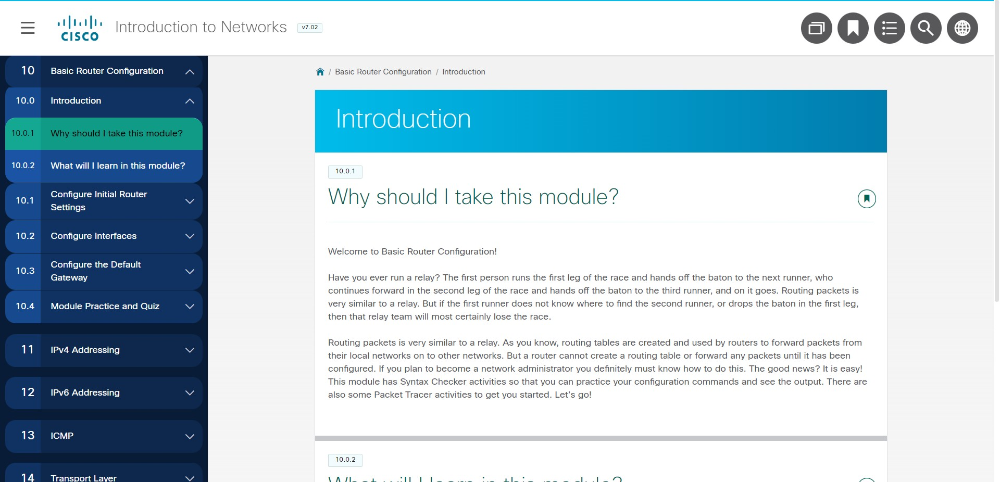 CISCO
Introduction to Networks
v7.02
10 Basic Router Configuration
10.0 Introduction
10.0.1 Why should I take this module?
10.0.2 What will I learn in this module?
10.1 Configure Initial Router
Settings
10.2 Configure Interfaces
10.3 Configure the Default
Gateway
10.4 Module Practice and Quiz
11 IPv4 Addressing
12 IPv6 Addressing
13 ICMP
14 Transport Layer
/ Basic Router Configuration / Introduction
Introduction
10.0.1
Why should I take this module?
Welcome to Basic Router Configuration!
Have you ever run a relay? The first person runs the first leg of the race and hands off the baton to the next runner, who
continues forward in the second leg of the race and hands off the baton to the third runner, and on it goes. Routing packets is
very similar to a relay. But if the first runner does not know where to find the second runner, or drops the baton in the first leg,
then that relay team will most certainly lose the race.
Routing packets is very similar to a relay. As you know, routing tables are created and used by routers to forward packets from
their local networks on to other networks. But a router cannot create a routing table or forward any packets until it has been
configured. If you plan to become a network administrator you definitely must know how to do this. The good news? It is easy!
This module has Syntax Checker activities so that you can practice your configuration commands and see the output. There are
also some Packet Tracer activities to get you started. Let's go!
10.0.2
What will I learn in this module?